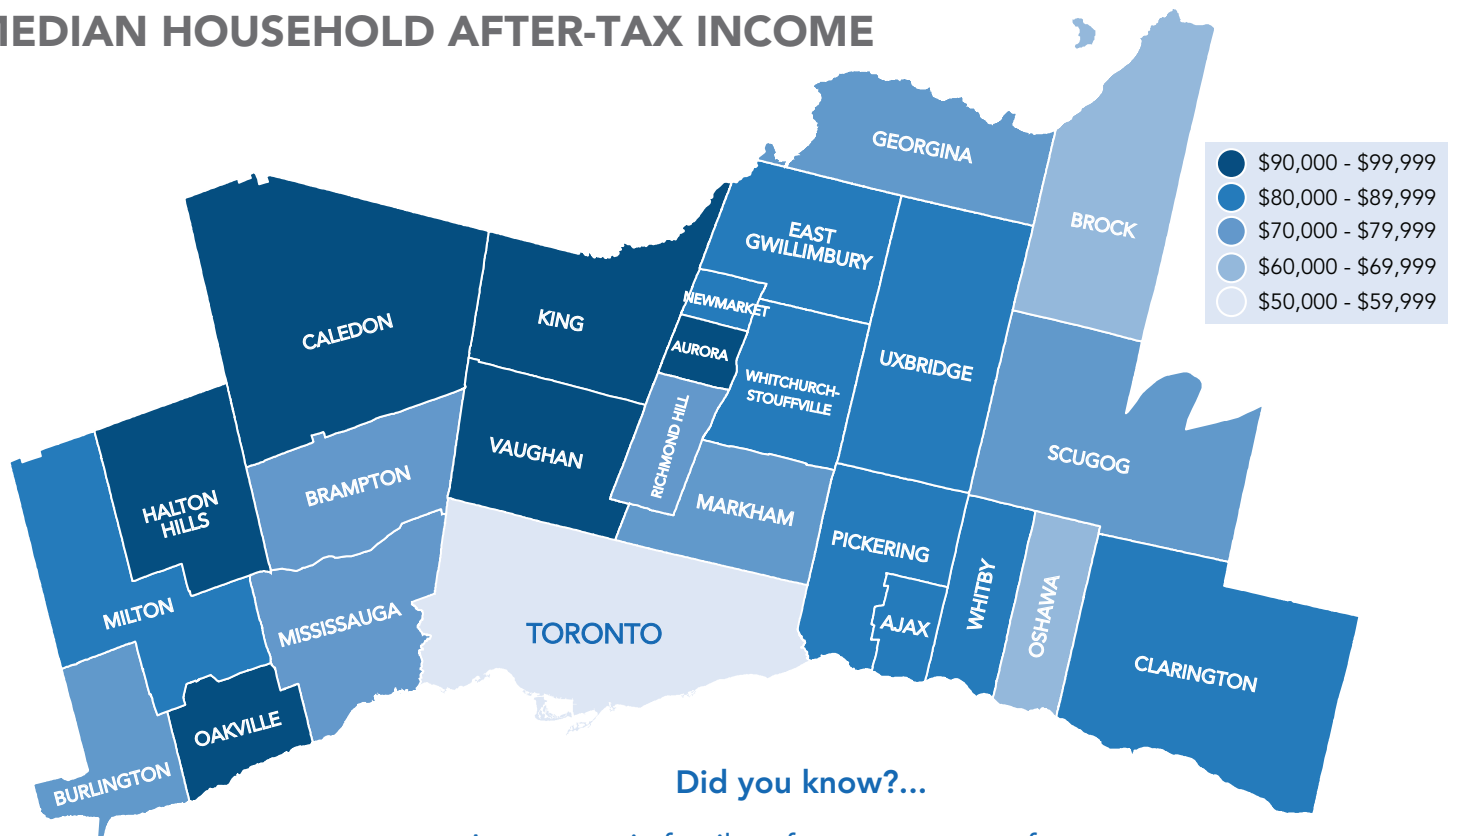 MEDIAN HOUSEHOLD AFTER-TAX INCOME
$90,000 - $99,999
$80,000 - $89,999
$70,000 - $79,999
$60,000 - $69,999
$50,000 - $59,999
GEORGINA
BROCK
EAST
GWILLIMBURY
NEWMARKET
CALEDON
KING
AURORA
UXBRIDGE
WHITCHURCH-
STOUFFVILLE
RICHMOND HILL
VAUGHAN
SCUGOG
BRAMPTON
HALTON
HILLS
MARKHAM
PICKERING
WHITBY
OSHAWA
AJAX
MILTON
MISSISSAUGA
TORONTO
CLARINGTON
OAKVILLE
BURLINGTON
Did you know?...